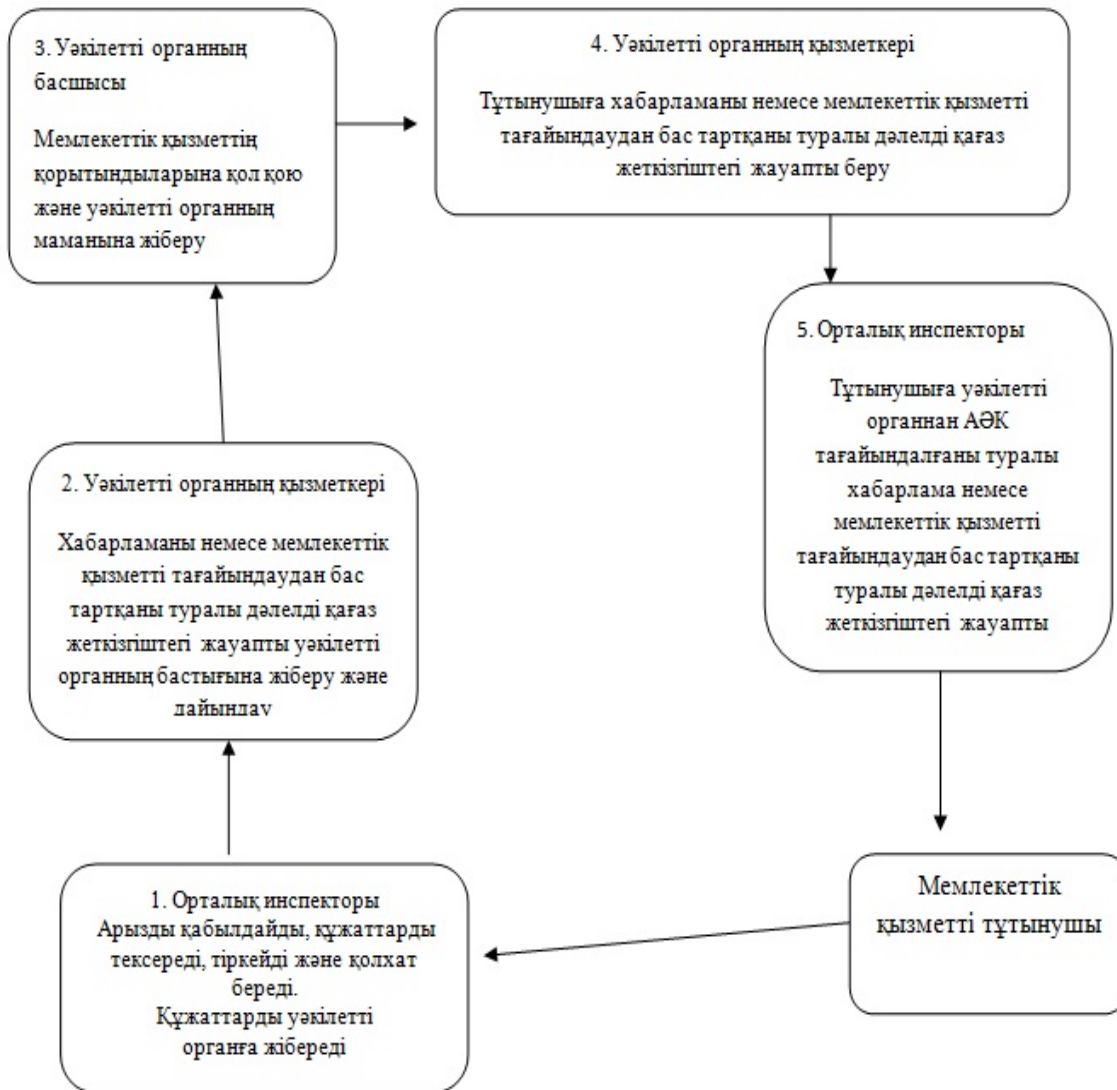 3. Уәкілетті органның
басшысы
Мемлекеттік қызметтің
қорытындыларына қол қою
және уәкілетті органның
маманына жіберу
4. Уәкілетті органның қызметкері
Тұтынушыға хабарламаны немесе мемлекеттік қызметті
тағайындаудан бас тартқаны туралы дәлелді қағаз
жеткізгіштегі жауапты беру
5. Орталық инспекторы
Тұтынушыға уәкілетті
органнан АӘК
тағайындалғаны туралы
хабарлама немесе
мемлекеттік қызметті
тағайындаудан бас тартқаны
туралы дәлелді қағаз
жеткізгіштегі жауапты
2. Уәкілетті органның қызметкері
Хабарламаны немесе мемлекеттік
қызметті тағайындаудан бас
тартқаны туралы дәлелді қағаз
жеткізгіштегі жауапты уәкілетті
органның бастығына жіберу және
дайындау
1. Орталық инспекторы
Арызды қабылдайды, құжаттарды
тексереді, тіркейді және қолхат
береді.
Құжаттарды уәкілетті
органға жібереді
Мемлекеттік
қызметті тұтынушы